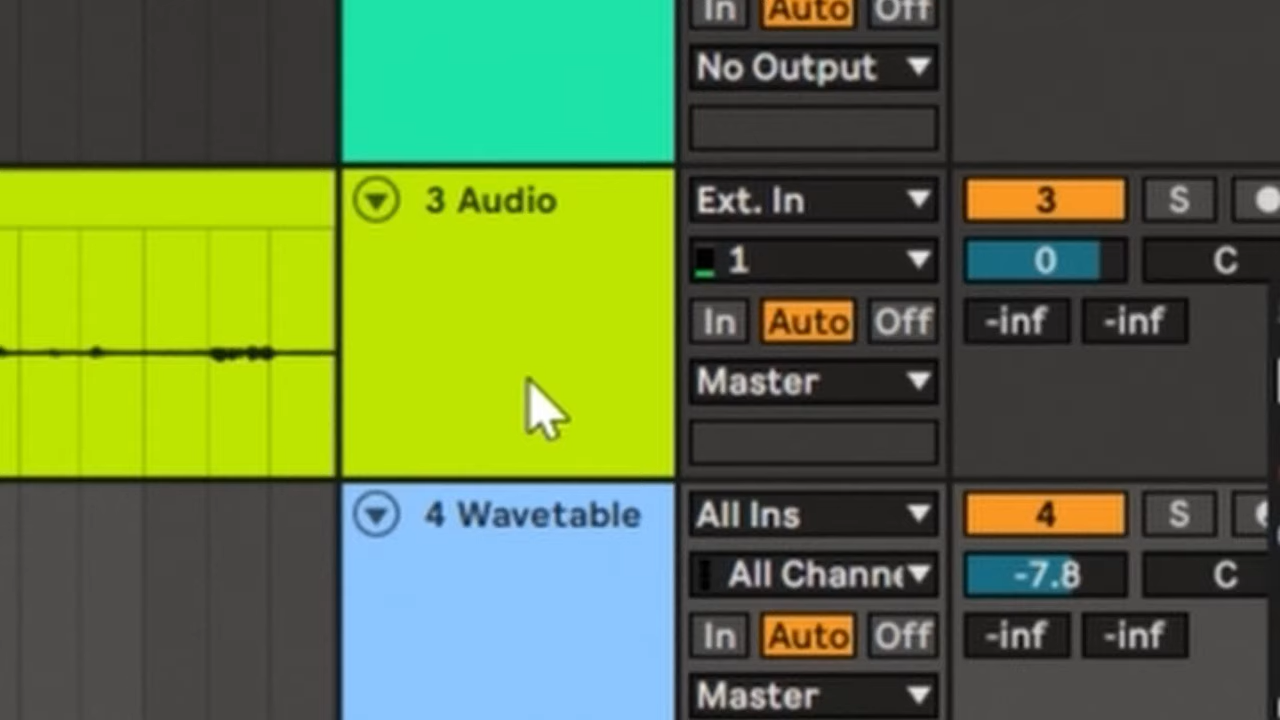 In Auto Off
No Output
3 Audio Ext. In 3 S
1 0 C
In Auto Off -inf -inf
Master
4 Wavetable All Ins 4 S
All Channe -7.8 C
In Auto Off -inf -inf
Master